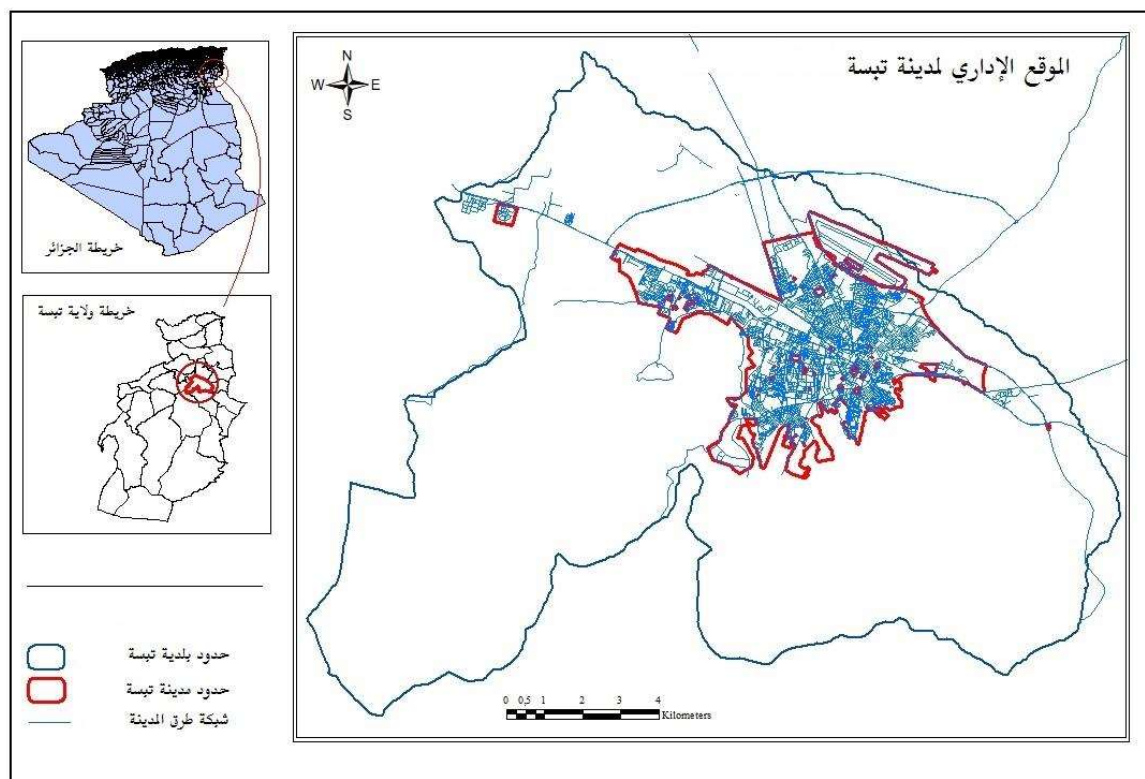 الموقع الإداري لمدينة تبسة
N
W E
S
خريطة الجزائر
خريطة ولاية تبسة
حدود بلدية تبسة
حدود مدينة تبسة
شبكة طرق المدينة
0 0,5 1 2 3 4
Kilometers